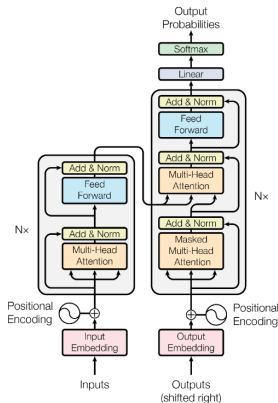 Output
Probabilities
Softmax
Linear
Add & Norm
Feed
Forward
Add & Norm
Multi-Head
Attention
Add & Norm
Masked
Multi-Head
Attention
Nx
Positional
Encoding
Output
Embedding
Outputs
(shifted right)
Add & Norm
Feed
Forward
Add & Norm
Multi-Head
Attention
Nx
Positional
Encoding
Input
Embedding
Inputs